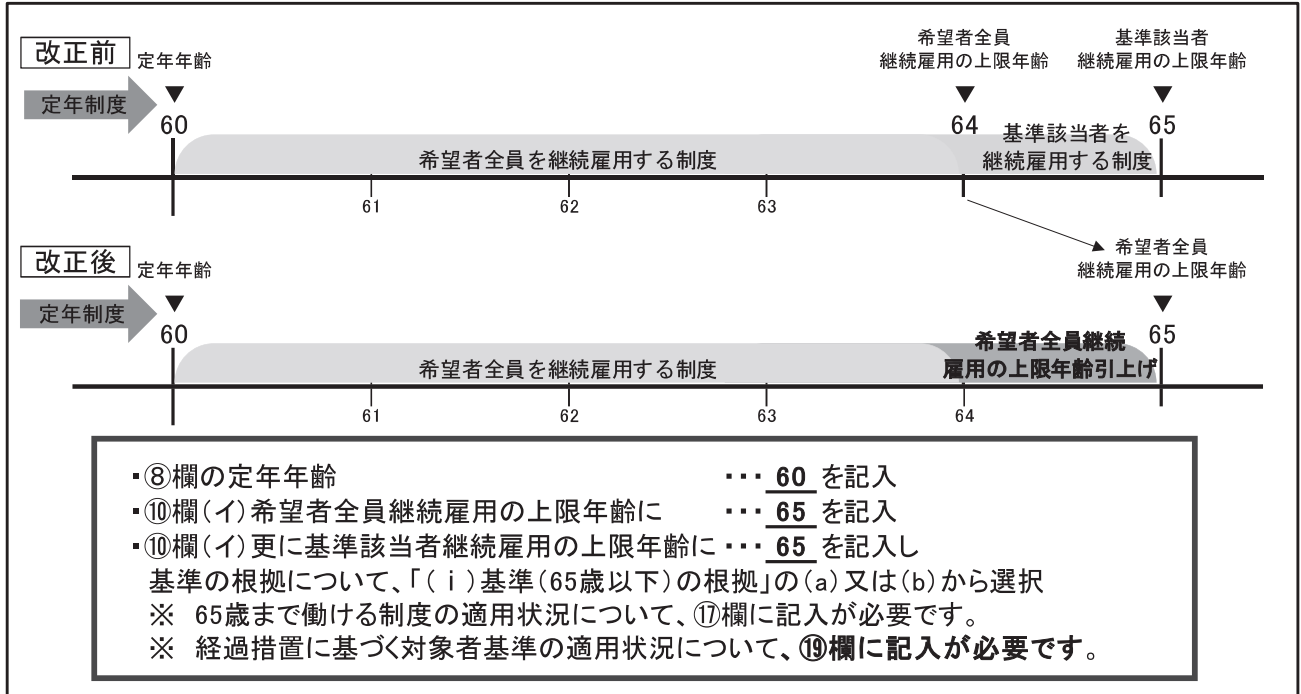 改正前
定年年齢
希望者全員
継続雇用の上限年齢
基準該当者
継続雇用の上限年齢
▼
▼
▼
定年制度
60
64
65
希望者全員を継続雇用する制度
基準該当者を
継続雇用する制度
61
62
63
改正後
定年年齢
希望者全員
継続雇用の上限年齢
▼
▼
定年制度
60
65
希望者全員を継続雇用する制度
希望者全員継続
雇用の上限年齢引上げ
61
62
63
64
・⑧欄の定年年齢 ・・・ 60 を記入
・⑩欄(イ)希望者全員継続雇用の上限年齢に ・・・ 65 を記入
・⑩欄(イ)更に基準該当者継続雇用の上限年齢に・・・ 65 を記入し
基準の根拠について、「(ⅰ)基準(65歳以下)の根拠」の(a)又は(b)から選択
※ 65歳まで働ける制度の適用状況について、⑰欄に記入が必要です。
※ 経過措置に基づく対象者基準の適用状況について、⑲欄に記入が必要です。